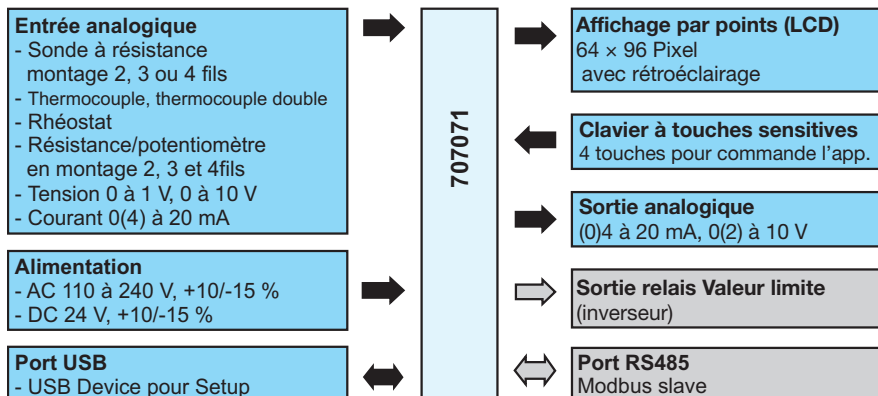 Entrée analogique
- Sonde à résistance
montage 2, 3 ou 4 fils
- Thermocouple, thermocouple double
- Rhéostat
- Résistance/potentiomètre
en montage 2, 3 et 4fils
- Tension 0 à 1 V, 0 à 10 V
- Courant 0(4) à 20 mA
Alimentation
- AC 110 à 240 V, +10/-15 %
- DC 24 V, +10/-15 %
Port USB
- USB Device pour Setup
707071
Affichage par points (LCD)
64 × 96 Pixel
avec rétroéclairage
Clavier à touches sensitives
4 touches pour commande l’app.
Sortie analogique
(0)4 à 20 mA, 0(2) à 10 V
Sortie relais Valeur limite
(inverseur)
Port RS485
Modbus slave